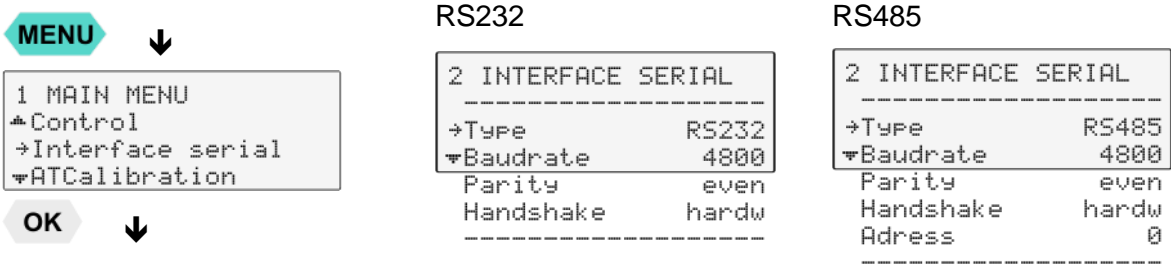 MENU
1 MAIN MENU
Control
→Interface serial
ATCalibration
OK
RS232
2 INTERFACE SERIAL
→Type RS232
Baudrate 4800
Parity even
Handshake hardw
RS485
2 INTERFACE SERIAL
→Type RS485
Baudrate 4800
Parity even
Handshake hardw
Adress 0